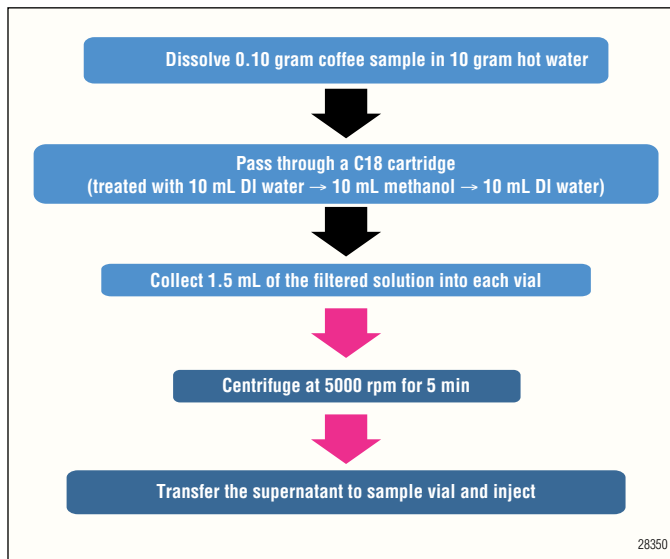 Dissolve 0.10 gram coffee sample in 10 gram hot water
Pass through a C18 cartridge
(treated with 10 mL DI water → 10 mL methanol → 10 mL DI water)
Collect 1.5 mL of the filtered solution into each vial
Centrifuge at 5000 rpm for 5 min
Transfer the supernatant to sample vial and inject
28350